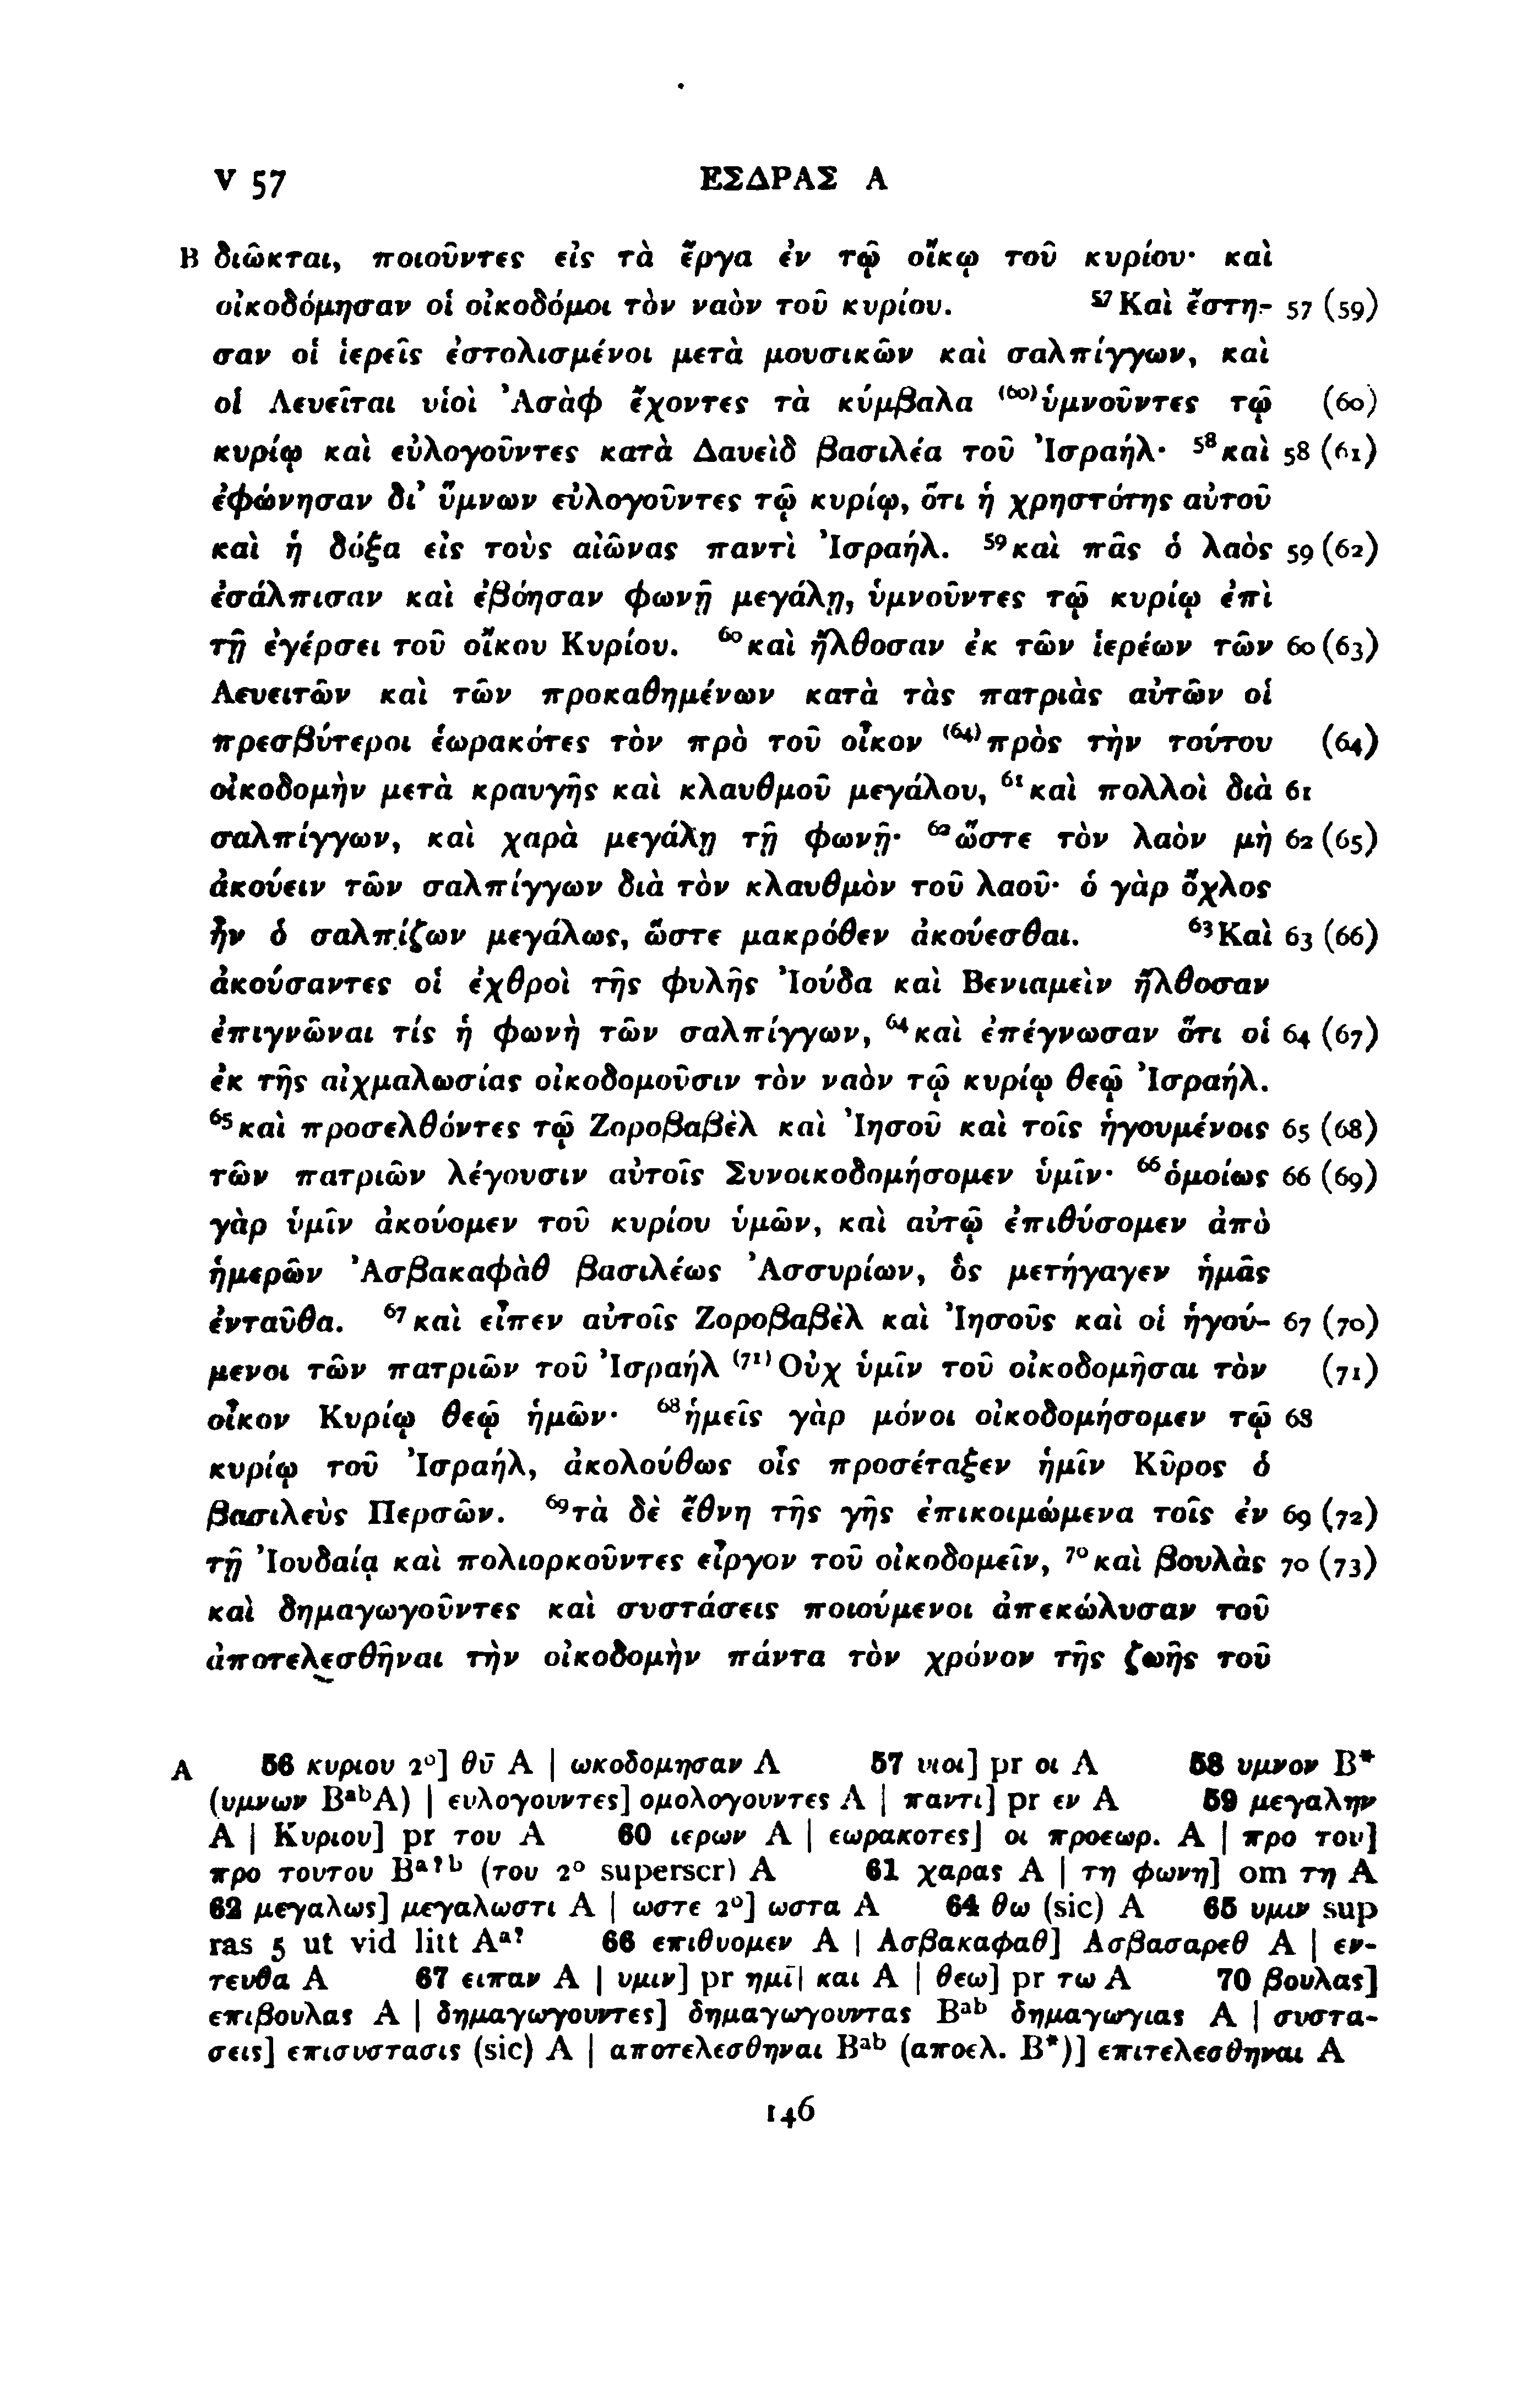 V 57 ΕΣΔΡΑΣ Α
B διῶκται, ποιοῦντες εἰς τὰ ἔργα ἐν τῷ οἴκῳ τοῦ κυρίου· καὶ
οἰκοδόμησαν οἱ οἰκοδόμοι τὸν ναὸν τοῦ κυρίου. 57 Καὶ ἔστη- 57 (59)
σαν οἱ ἱερεῖς ἐστολισμένοι μετὰ μουσικῶν καὶ σαλπίγγων, καὶ
οἱ Λευεῖται υἱοὶ Ἀσὰφ ἔχοντες τὰ κύμβαλα (60) ὑμνοῦντες τῷ (60)
κυρίῳ καὶ εὐλογοῦντες κατὰ Δαυεὶδ βασιλέα τοῦ Ἰσραήλ· 58 καὶ 58 (61)
ἐφώνησαν δι' ὕμνων εὐλογοῦντες τῷ κυρίῳ, ὅτι ἡ χρηστότης αὐτοῦ
καὶ ἡ δόξα εἰς τοὺς αἰῶνας παντὶ Ἰσραήλ. 59 καὶ πᾶς ὁ λαὸς 59 (62)
ἐσάλπισαν καὶ ἐβόησαν φωνῇ μεγάλῃ, ὑμνοῦντες τῷ κυρίῳ ἐπὶ
τῇ ἐγέρσει τοῦ οἴκου Κυρίου. 60 καὶ ἤλθοσαν ἐκ τῶν ἱερέων τῶν 60 (63)
Λευειτῶν καὶ τῶν προκαθημένων κατὰ τὰς πατριὰς αὐτῶν οἱ
πρεσβύτεροι ἑωρακότες τὸν πρὸ τοῦ οἶκον (64) πρὸς τὴν τούτου (64)
οἰκοδομὴν μετὰ κραυγῆς καὶ κλαυθμοῦ μεγάλου, 61 καὶ πολλοὶ διὰ 61
σαλπίγγων, καὶ χαρὰ μεγάλῃ τῇ φωνῇ· 62 ὥστε τὸν λαὸν μὴ 62 (65)
ἀκούειν τῶν σαλπίγγων διὰ τὸν κλαυθμὸν τοῦ λαοῦ· ὁ γὰρ ὄχλος
ἦν ὁ σαλπίζων μεγάλως, ὥστε μακρόθεν ἀκούεσθαι. 63 Καὶ 63 (66)
ἀκούσαντες οἱ ἐχθροὶ τῆς φυλῆς Ἰούδα καὶ Βενιαμεὶν ἤλθοσαν
ἐπιγνῶναι τίς ἡ φωνὴ τῶν σαλπίγγων, 64 καὶ ἐπέγνωσαν ὅτι οἱ 64 (67)
ἐκ τῆς αἰχμαλωσίας οἰκοδομοῦσιν τὸν ναὸν τῷ κυρίῳ θεῷ Ἰσραήλ.
65 καὶ προσελθόντες τῷ Ζοροβαβὲλ καὶ Ἰησοῦ καὶ τοῖς ἡγουμένοις 65 (68)
τῶν πατριῶν λέγουσιν αὐτοῖς Συνοικοδομήσομεν ὑμῖν· 66 ὁμοίως 66 (69)
γὰρ ὑμῖν ἀκούομεν τοῦ κυρίου ὑμῶν, καὶ αὐτῷ ἐπιθύσομεν ἀπὸ
ἡμερῶν Ἀσβακαφὰθ βασιλέως Ἀσσυρίων, ὃς μετήγαγεν ἡμᾶς
ἐνταῦθα. 67 καὶ εἶπεν αὐτοῖς Ζοροβαβὲλ καὶ Ἰησοῦς καὶ οἱ ἡγού- 67 (70)
μενοι τῶν πατριῶν τοῦ Ἰσραήλ (71) Οὐχ ὑμῖν τοῦ οἰκοδομῆσαι τὸν (71)
οἶκον Κυρίῳ θεῷ ἡμῶν· 68 ἡμεῖς γὰρ μόνοι οἰκοδομήσομεν τῷ 68
κυρίῳ τοῦ Ἰσραήλ, ἀκολούθως οἷς προσέταξεν ἡμῖν Κῦρος ὁ
βασιλεὺς Περσῶν. 69 τὰ δὲ ἔθνη τῆς γῆς ἐπικοιμώμενα τοῖς ἐν 69 (72)
τῇ Ἰουδαίᾳ καὶ πολιορκοῦντες εἶργον τοῦ οἰκοδομεῖν, 70 καὶ βουλὰς 70 (73)
καὶ δημαγωγοῦντες καὶ συστάσεις ποιούμενοι ἀπεκώλυσαν τοῦ
ἀποτελεσθῆναι τὴν οἰκοδομὴν πάντα τὸν χρόνον τῆς ζωῆς τοῦ
A 56 κυριου 2º] θῡ A | ωκοδομησαν A 57 υιοι] pr οι A 58 υμνον B*
(υμνων BᵃᵇA) | ευλογουντες] ομολογουντες A | παντι] pr εν A 59 μεγαλην
A | Κυριου] pr του A 60 ιερων A | εωρακοτες] οι προεωρ. A | προ του]
προ τουτου Bᵃ?ᵇ (του 2º superscr) A 61 χαρας A | τη φωνη] om τη A
62 μεγαλως] μεγαλωστι A | ωστε 2º] ωστα A 64 θω (sic) A 65 υμιν sup
ras 5 ut vid litt Aᵃ? 66 επιθυομεν A | Ασβακαφαθ] Ασβασαρεθ A | εν-
τευθα A 67 ειπαν A | υμιν] pr ημῑ| και A | θεω] pr τω A 70 βουλας]
επιβουλας A | δημαγωγουντες] δημαγωγουντας Bᵃᵇ δημαγωγιας A | συστα-
σεις] επισυστασις (sic) A | αποτελεσθηναι Bᵃᵇ (αποελ. B*)] επιτελεσθηναι A
146